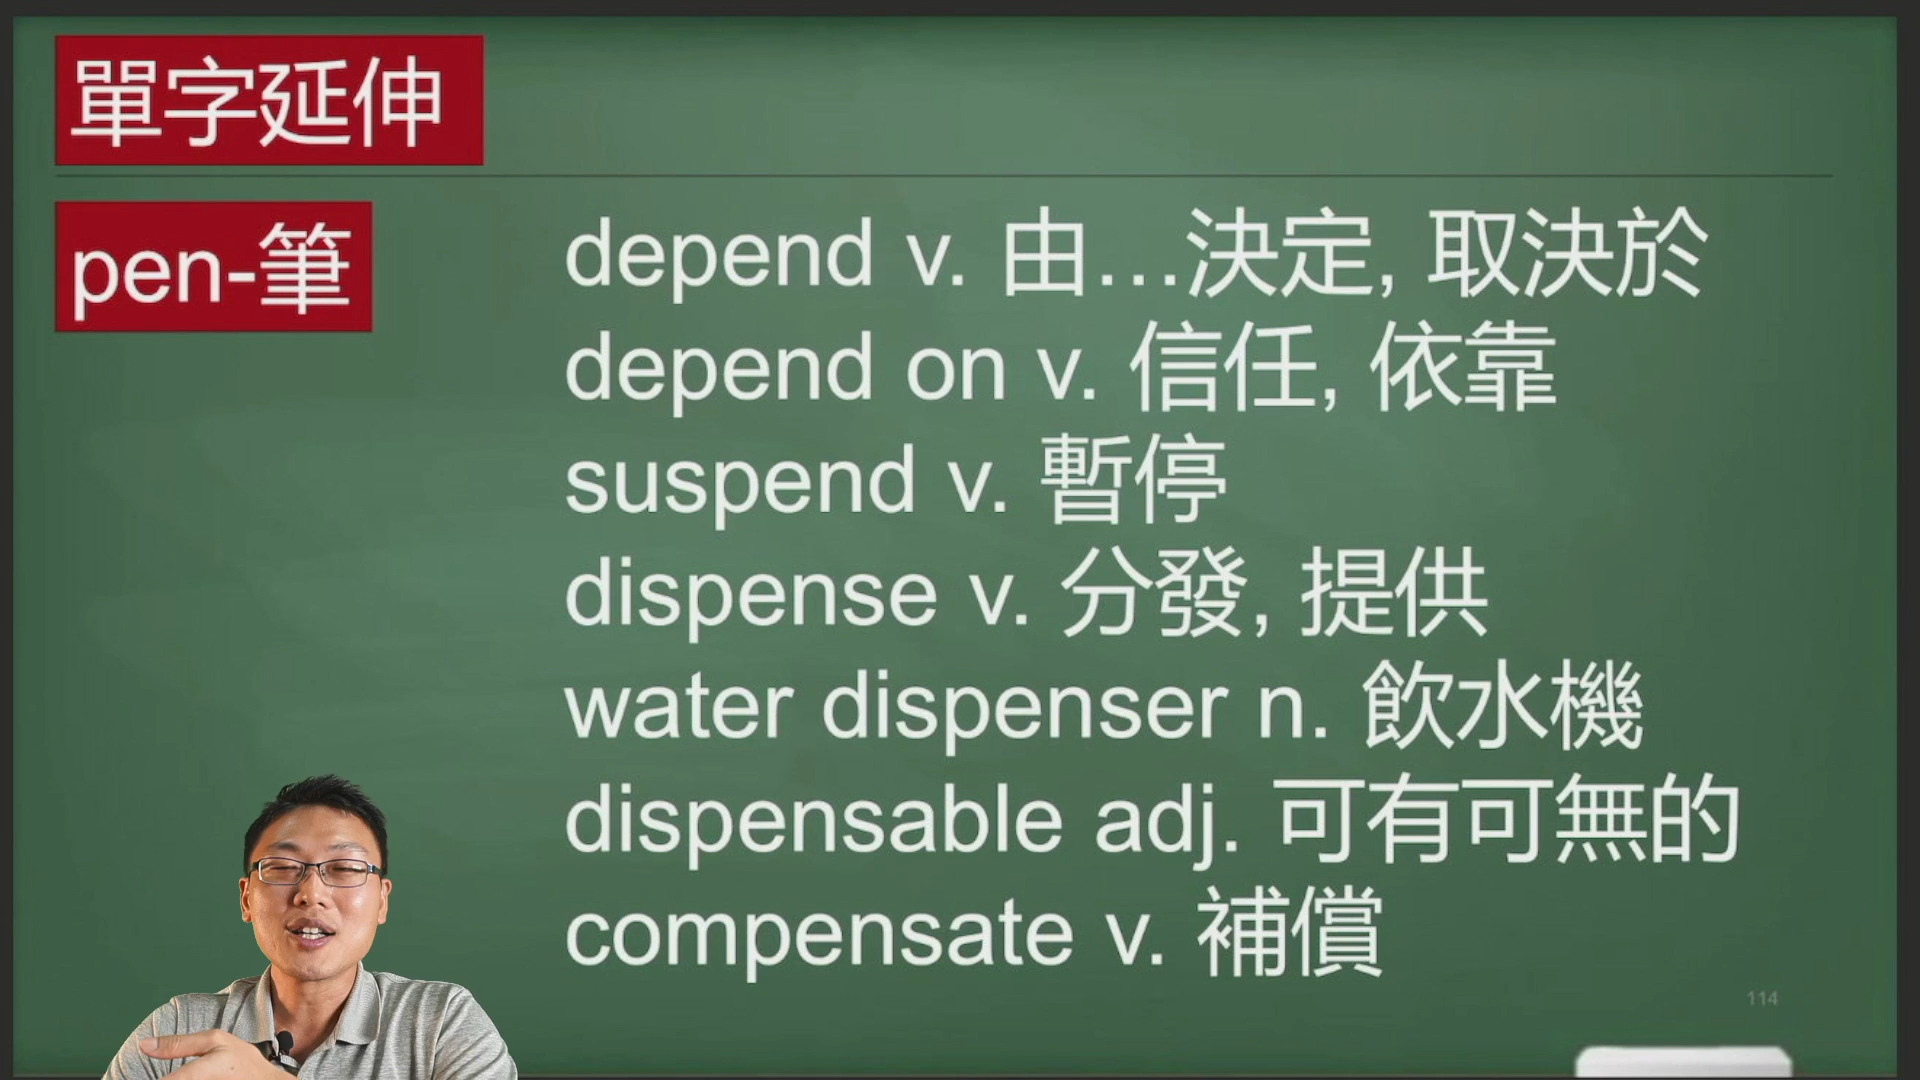 單字延伸
pen-筆
depend v. 由…決定, 取決於
depend on v. 信任, 依靠
suspend v. 暫停
dispense v. 分發, 提供
water dispenser n. 飲水機
dispensable adj. 可有可無的
compensate v. 補償
114